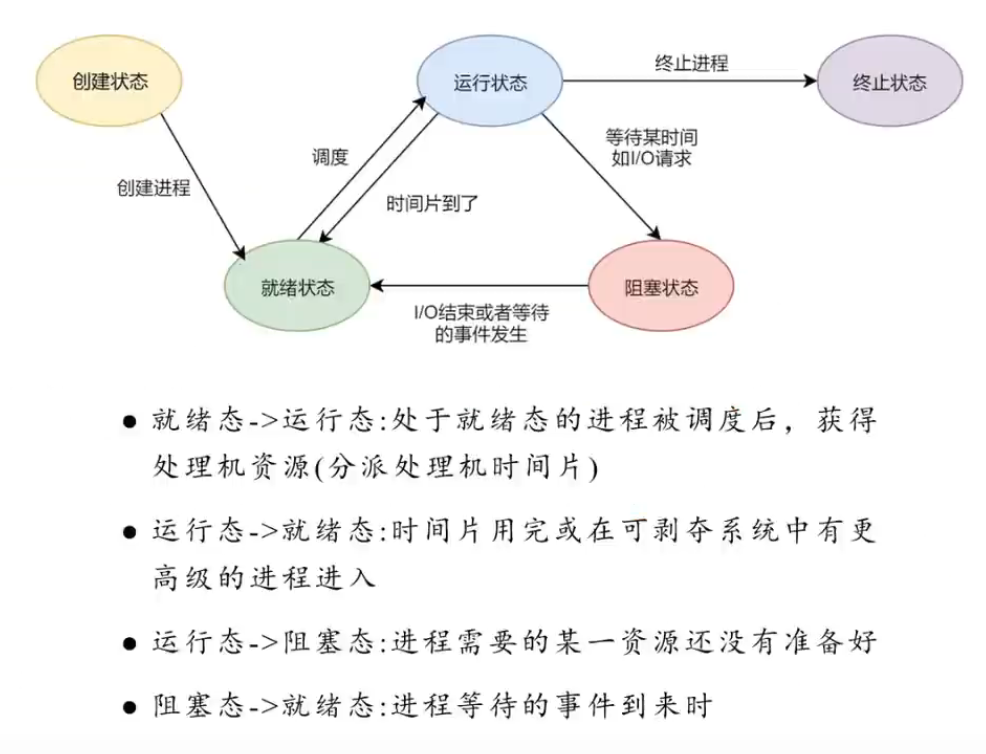 创建状态
运行状态
终止进程
终止状态
等待某时间
如I/O请求
调度
创建进程
时间片到了
就绪状态
阻塞状态
I/O结束或者等待
的事件发生
● 就绪态->运行态:处于就绪态的进程被调度后，获得
处理机资源(分派处理机时间片)
● 运行态->就绪态:时间片用完或在可剥夺系统中有更
高级的进程进入
● 运行态->阻塞态:进程需要的某一资源还没有准备好
● 阻塞态->就绪态:进程等待的事件到来时